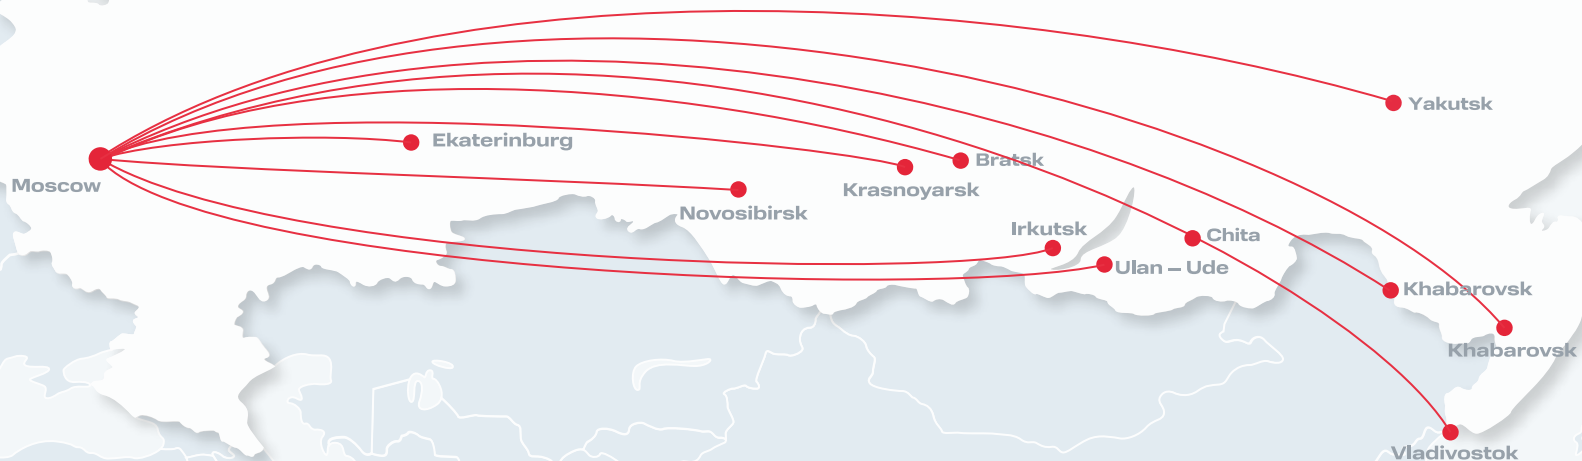 Yakutsk
Ekaterinburg
Bratsk
Moscow
Krasnoyarsk
Novosibirsk
Irkutsk
Chita
Ulan – Ude
Khabarovsk
Khabarovsk
Vladivostok